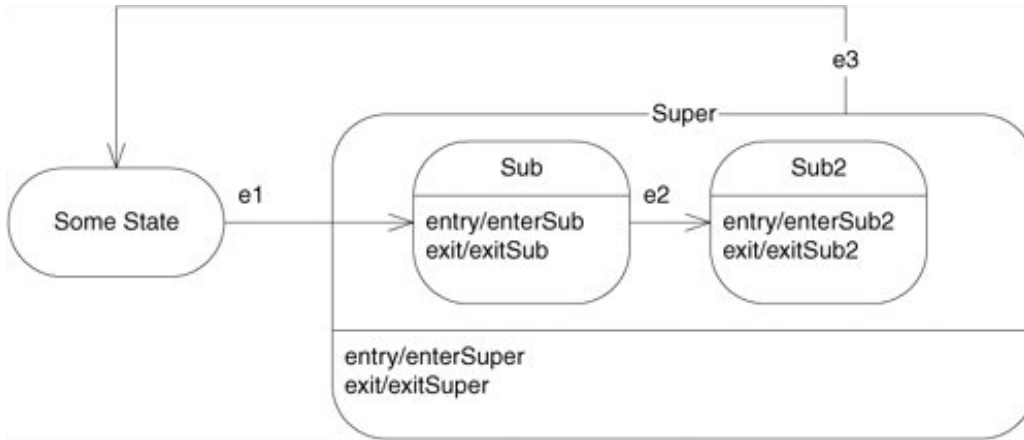 e3
Super
Sub
Sub2
Some State
e1
e2
entry/enterSub
exit/exitSub
entry/enterSub2
exit/exitSub2
entry/enterSuper
exit/exitSuper